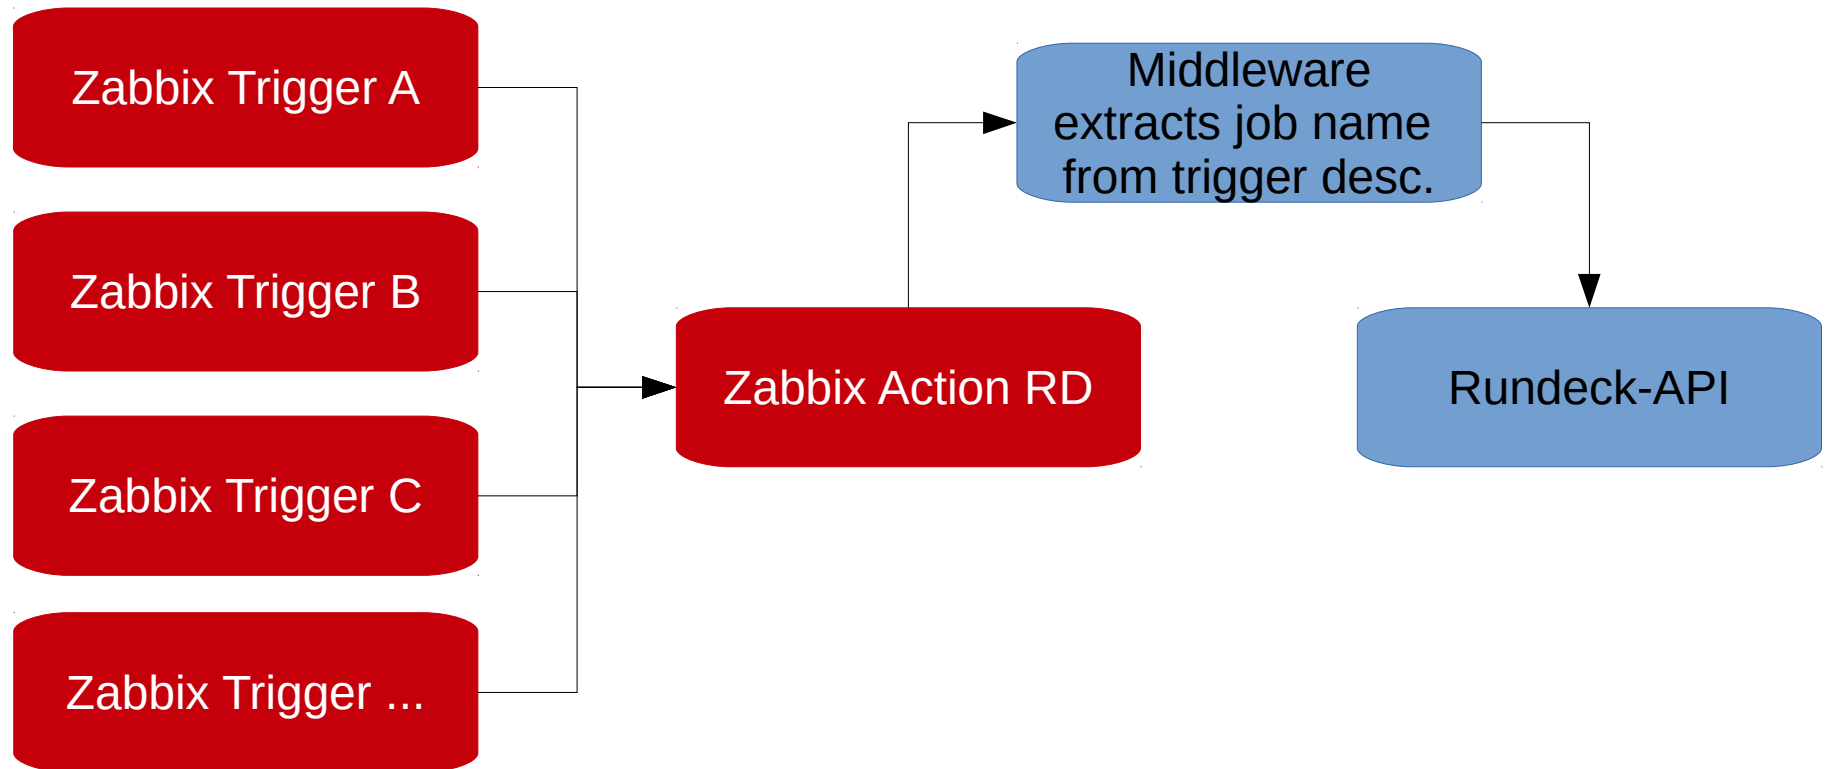 Zabbix Trigger A
Zabbix Trigger B
Zabbix Trigger C
Zabbix Trigger ...
Zabbix Action RD
Middleware
extracts job name
from trigger desc.
Rundeck-API